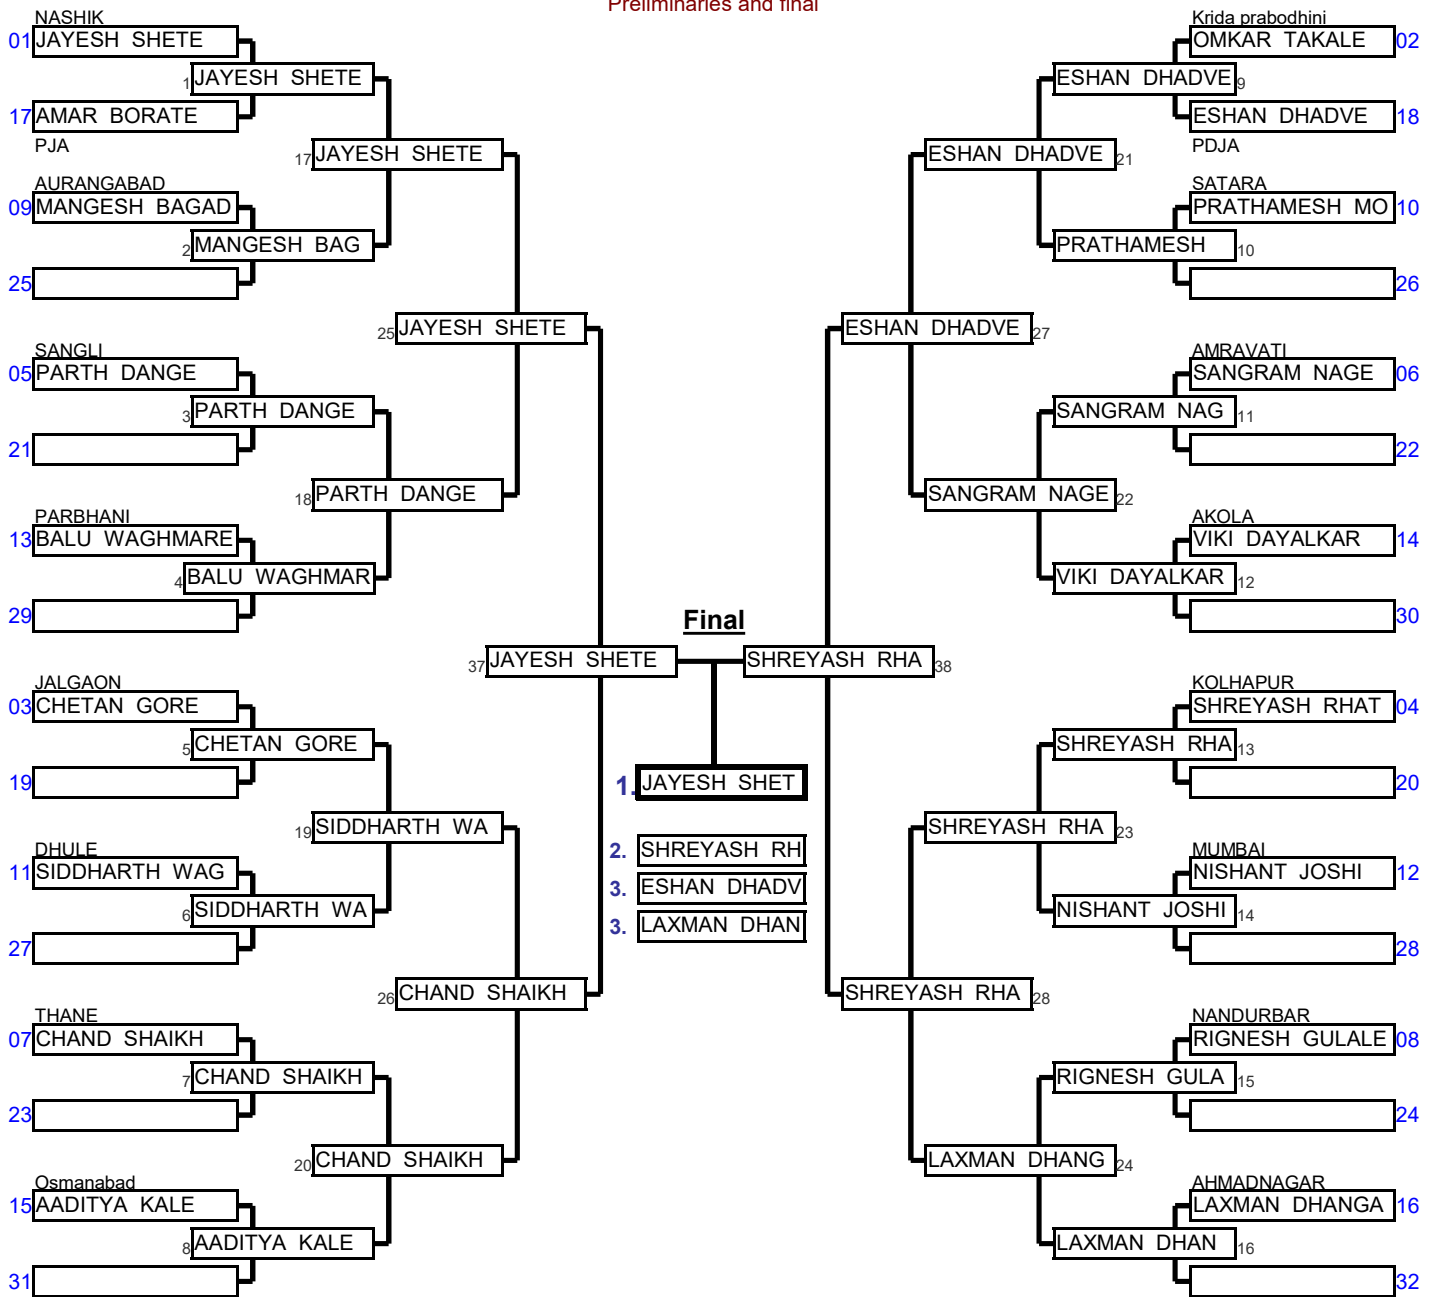 Preliminaries and final
NASHIK
01 JAYESH SHETE
1 JAYESH SHETE
17 AMAR BORATE
PJA
17 JAYESH SHETE
AURANGABAD
09 MANGESH BAGAD
2 MANGESH BAG
25
25 JAYESH SHETE
SANGLI
05 PARTH DANGE
3 PARTH DANGE
21
18 PARTH DANGE
PARBHANI
13 BALU WAGHMARE
4 BALU WAGHMAR
29
37 JAYESH SHETE
JALGAON
03 CHETAN GORE
5 CHETAN GORE
19
19 SIDDHARTH WA
DHULE
11 SIDDHARTH WAG
6 SIDDHARTH WA
27
26 CHAND SHAIKH
THANE
07 CHAND SHAIKH
7 CHAND SHAIKH
23
20 CHAND SHAIKH
Osmanabad
15 AADITYA KALE
8 AADITYA KALE
31
Final
1. JAYESH SHET
2. SHREYASH RH
3. ESHAN DHADV
3. LAXMAN DHAN
Krida prabodhini
OMKAR TAKALE 02
ESHAN DHADVE 9
ESHAN DHADVE 18
PDJA
ESHAN DHADVE 21
SATARA
PRATHAMESH MO 10
PRATHAMESH 10
26
ESHAN DHADVE 27
AMRAVATI
SANGRAM NAGE 06
SANGRAM NAG 11
22
SANGRAM NAGE 22
AKOLA
VIKI DAYALKAR 14
VIKI DAYALKAR 12
30
SHREYASH RHA 38
KOLHAPUR
SHREYASH RHAT 04
SHREYASH RHA 13
20
SHREYASH RHA 23
MUMBAI
NISHANT JOSHI 12
NISHANT JOSHI 14
28
SHREYASH RHA 28
NANDURBAR
RIGNESH GULALE 08
RIGNESH GULA 15
24
LAXMAN DHANG 24
AHMADNAGAR
LAXMAN DHANGA 16
LAXMAN DHAN 16
32